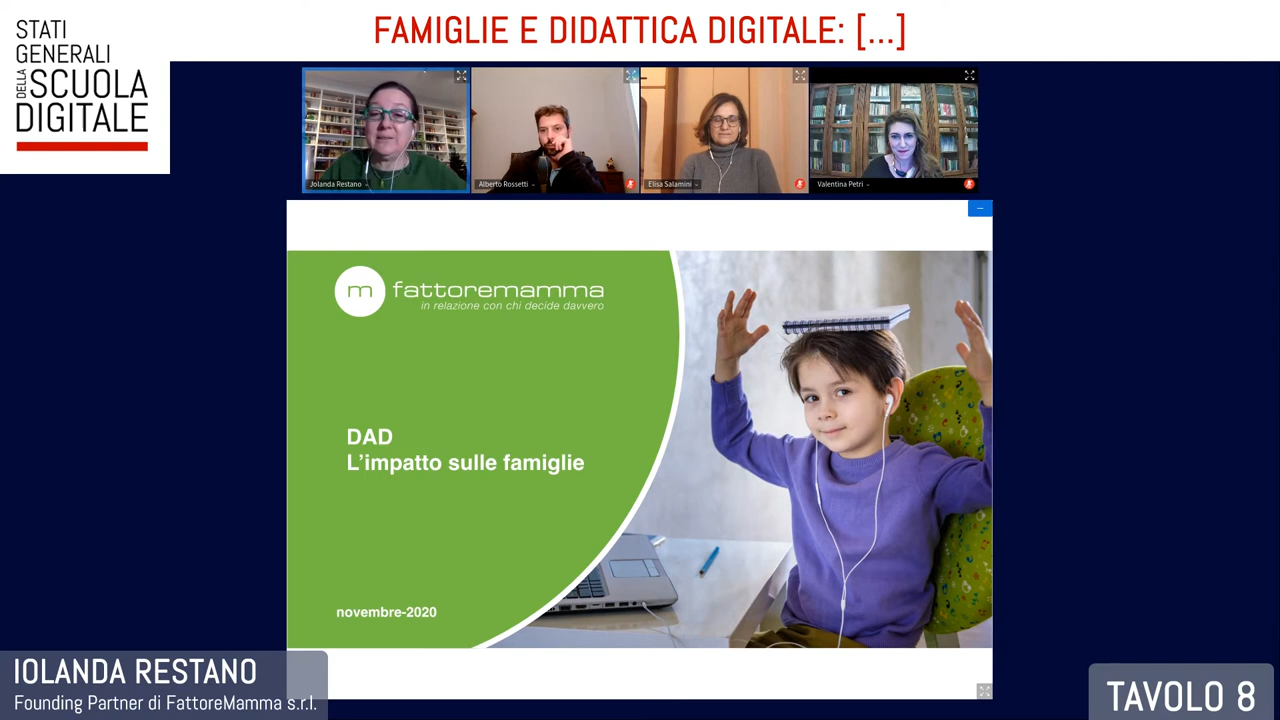 STATI
GENERALI
DELLA SCUOLA
DIGITALE
FAMIGLIE E DIDATTICA DIGITALE: [...]
Jolanda Restano
Alberto Rossetti
Elisa Salamini
Valentina Petri
m fattoremamma
in relazione con chi decide davvero
DAD
L'impatto sulle famiglie
novembre-2020
IOLANDA RESTANO
Founding Partner di FattoreMamma s.r.l.
TAVOLO 8